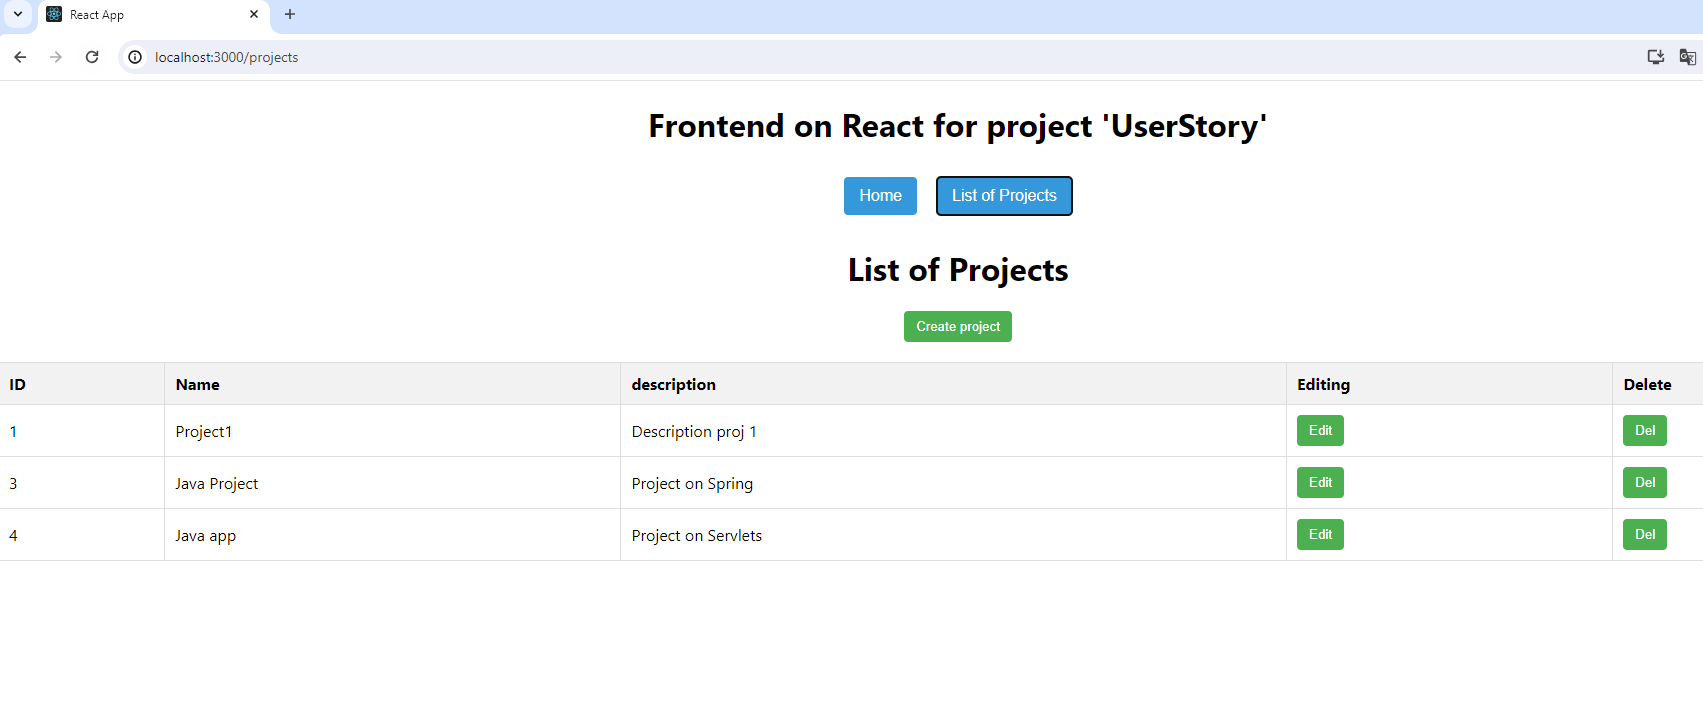 React App
localhost:3000/projects
Frontend on React for project 'UserStory'
Home List of Projects
List of Projects
Create project
ID Name description Editing Delete
1 Project1 Description proj 1 Edit Del
3 Java Project Project on Spring Edit Del
4 Java app Project on Servlets Edit Del